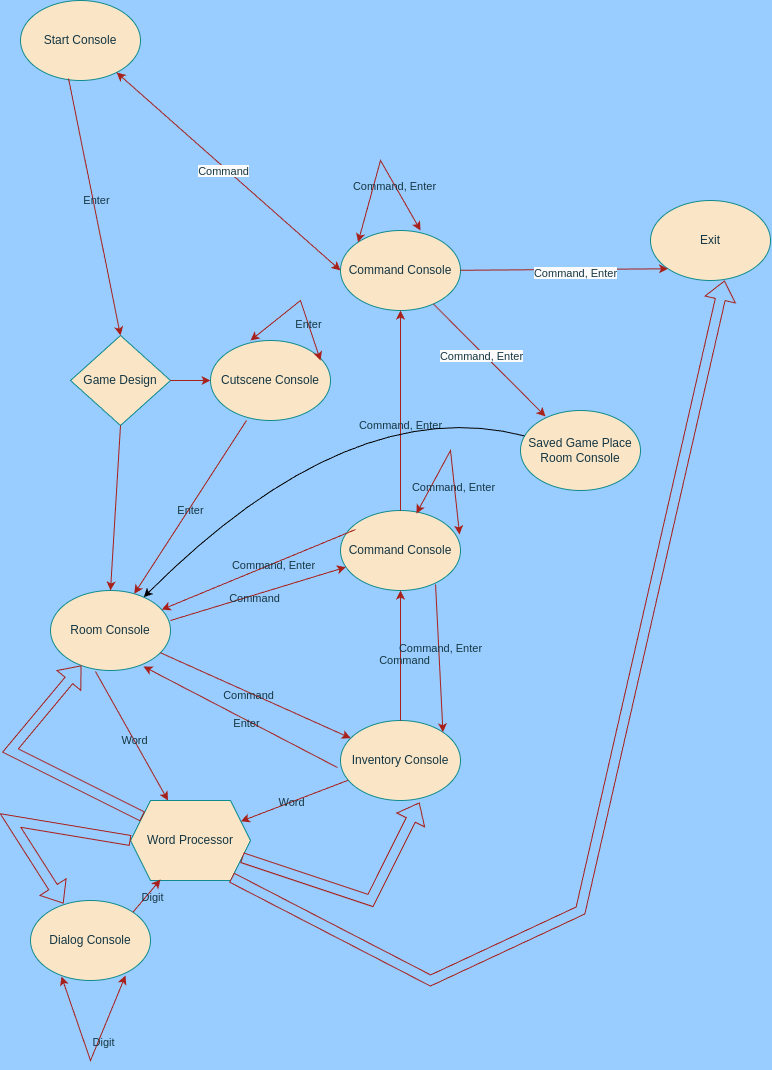 Start Console
Command
Command, Enter
Enter
Exit
Command Console
Command, Enter
Enter
Command, Enter
Game Design
Cutscene Console
Command, Enter
Saved Game Place
Room Console
Command, Enter
Enter
Command Console
Command, Enter
Command
Room Console
Command, Enter
Command
Command
Enter
Word
Inventory Console
Word
Word Processor
Digit
Dialog Console
Digit